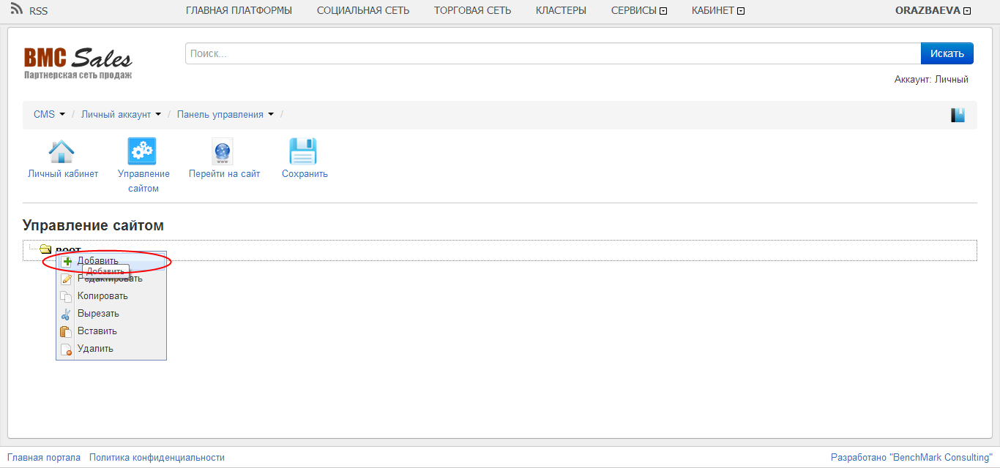 RSS ГЛАВНАЯ ПЛАТФОРМЫ СОЦИАЛЬНАЯ СЕТЬ ТОРГОВАЯ СЕТЬ КЛАСТЕРЫ СЕРВИСЫ КАБИНЕТ ORAZBAEVA
BMC Sales
Партнерская сеть продаж
Поиск... Искать
Аккаунт: Личный
CMS / Личный аккаунт / Панель управления /
Личный кабинет Управление сайтом Перейти на сайт Сохранить
Управление сайтом
ROOT
Добавить
Добавить
Редактировать
Копировать
Вырезать
Вставить
Удалить
Главная портала Политика конфиденциальности Разработано "BenchMark Consulting"